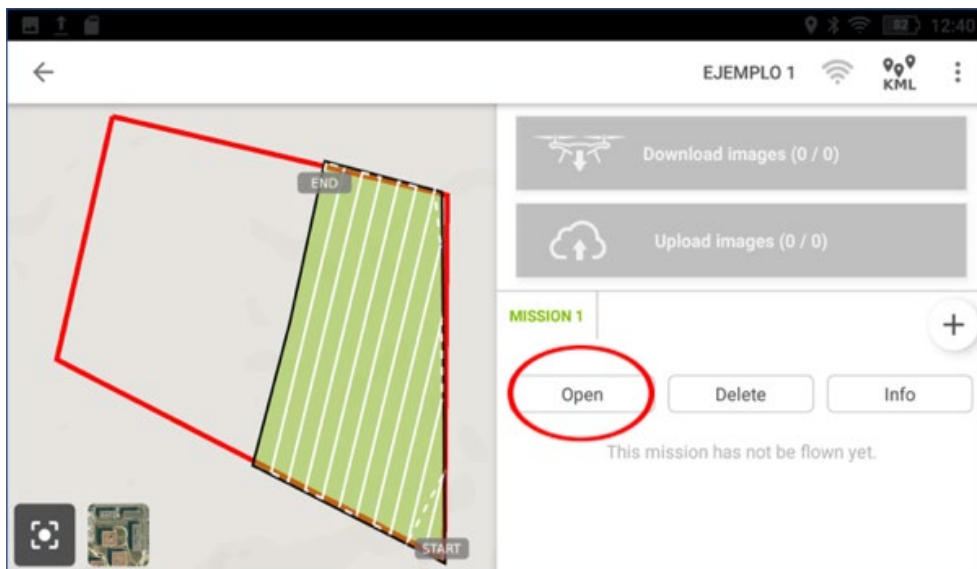 82 12:40
EJEMPLO 1
KML
Download images (0 / 0)
Upload images (0 / 0)
END
MISSION 1
Open Delete Info
This mission has not be flown yet.
START